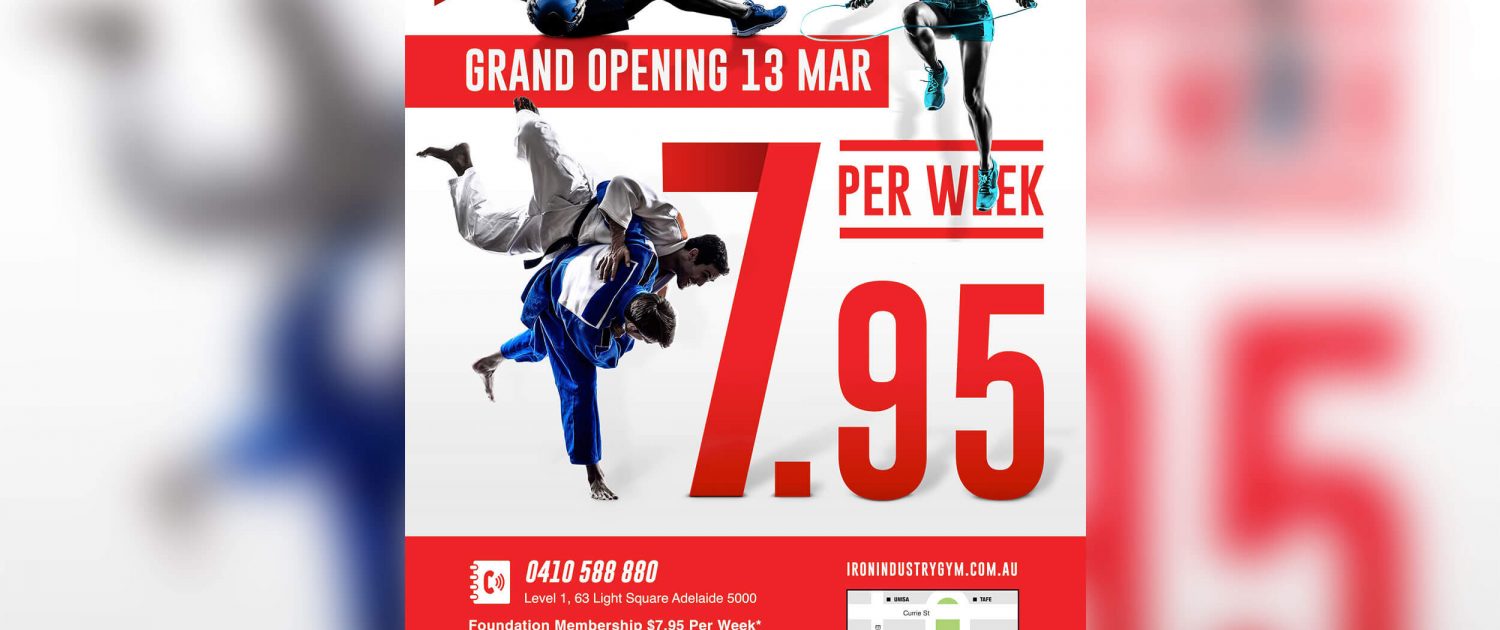 GRAND OPENING 13 MAR
PER WEEK
7.95
0410 588 880
Level 1, 63 Light Square Adelaide 5000
Foundation Membership $7.95 Per Week*
IRONINDUSTRYGYM.COM.AU
UNISA
TAFE
Currie St